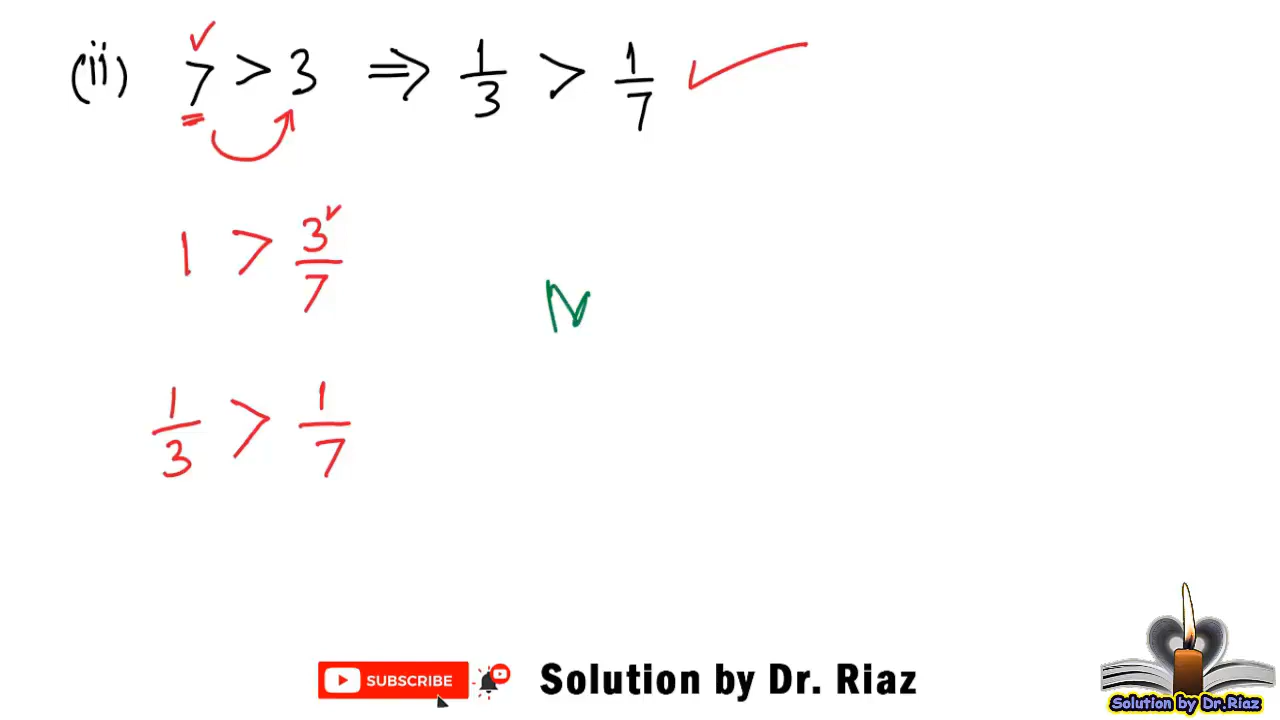 (ii) 7 > 3 ⇒ 1/3 > 1/7
1 > 3/7
N
1/3 > 1/7
SUBSCRIBE
Solution by Dr. Riaz
Solution by Dr.Riaz